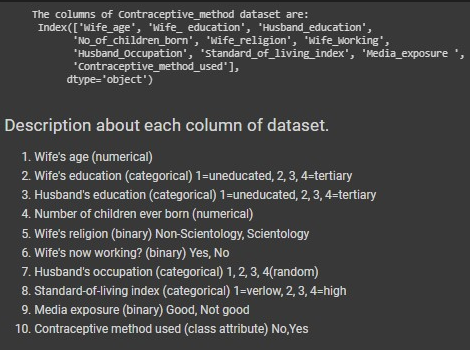 The columns of Contraceptive_method dataset are:
Index(['Wife_age', 'Wife_ education', 'Husband_education',
'No_of_children_born', 'Wife_religion', 'Wife_Working',
'Husband_Occupation', 'Standard_of_living_index', 'Media_exposure ',
'Contraceptive_method_used'],
dtype='object')
Description about each column of dataset.
1. Wife's age (numerical)
2. Wife's education (categorical) 1=uneducated, 2, 3, 4=tertiary
3. Husband's education (categorical) 1=uneducated, 2, 3, 4=tertiary
4. Number of children ever born (numerical)
5. Wife's religion (binary) Non-Scientology, Scientology
6. Wife's now working? (binary) Yes, No
7. Husband's occupation (categorical) 1, 2, 3, 4(random)
8. Standard-of-living index (categorical) 1=verlow, 2, 3, 4=high
9. Media exposure (binary) Good, Not good
10. Contraceptive method used (class attribute) No,Yes